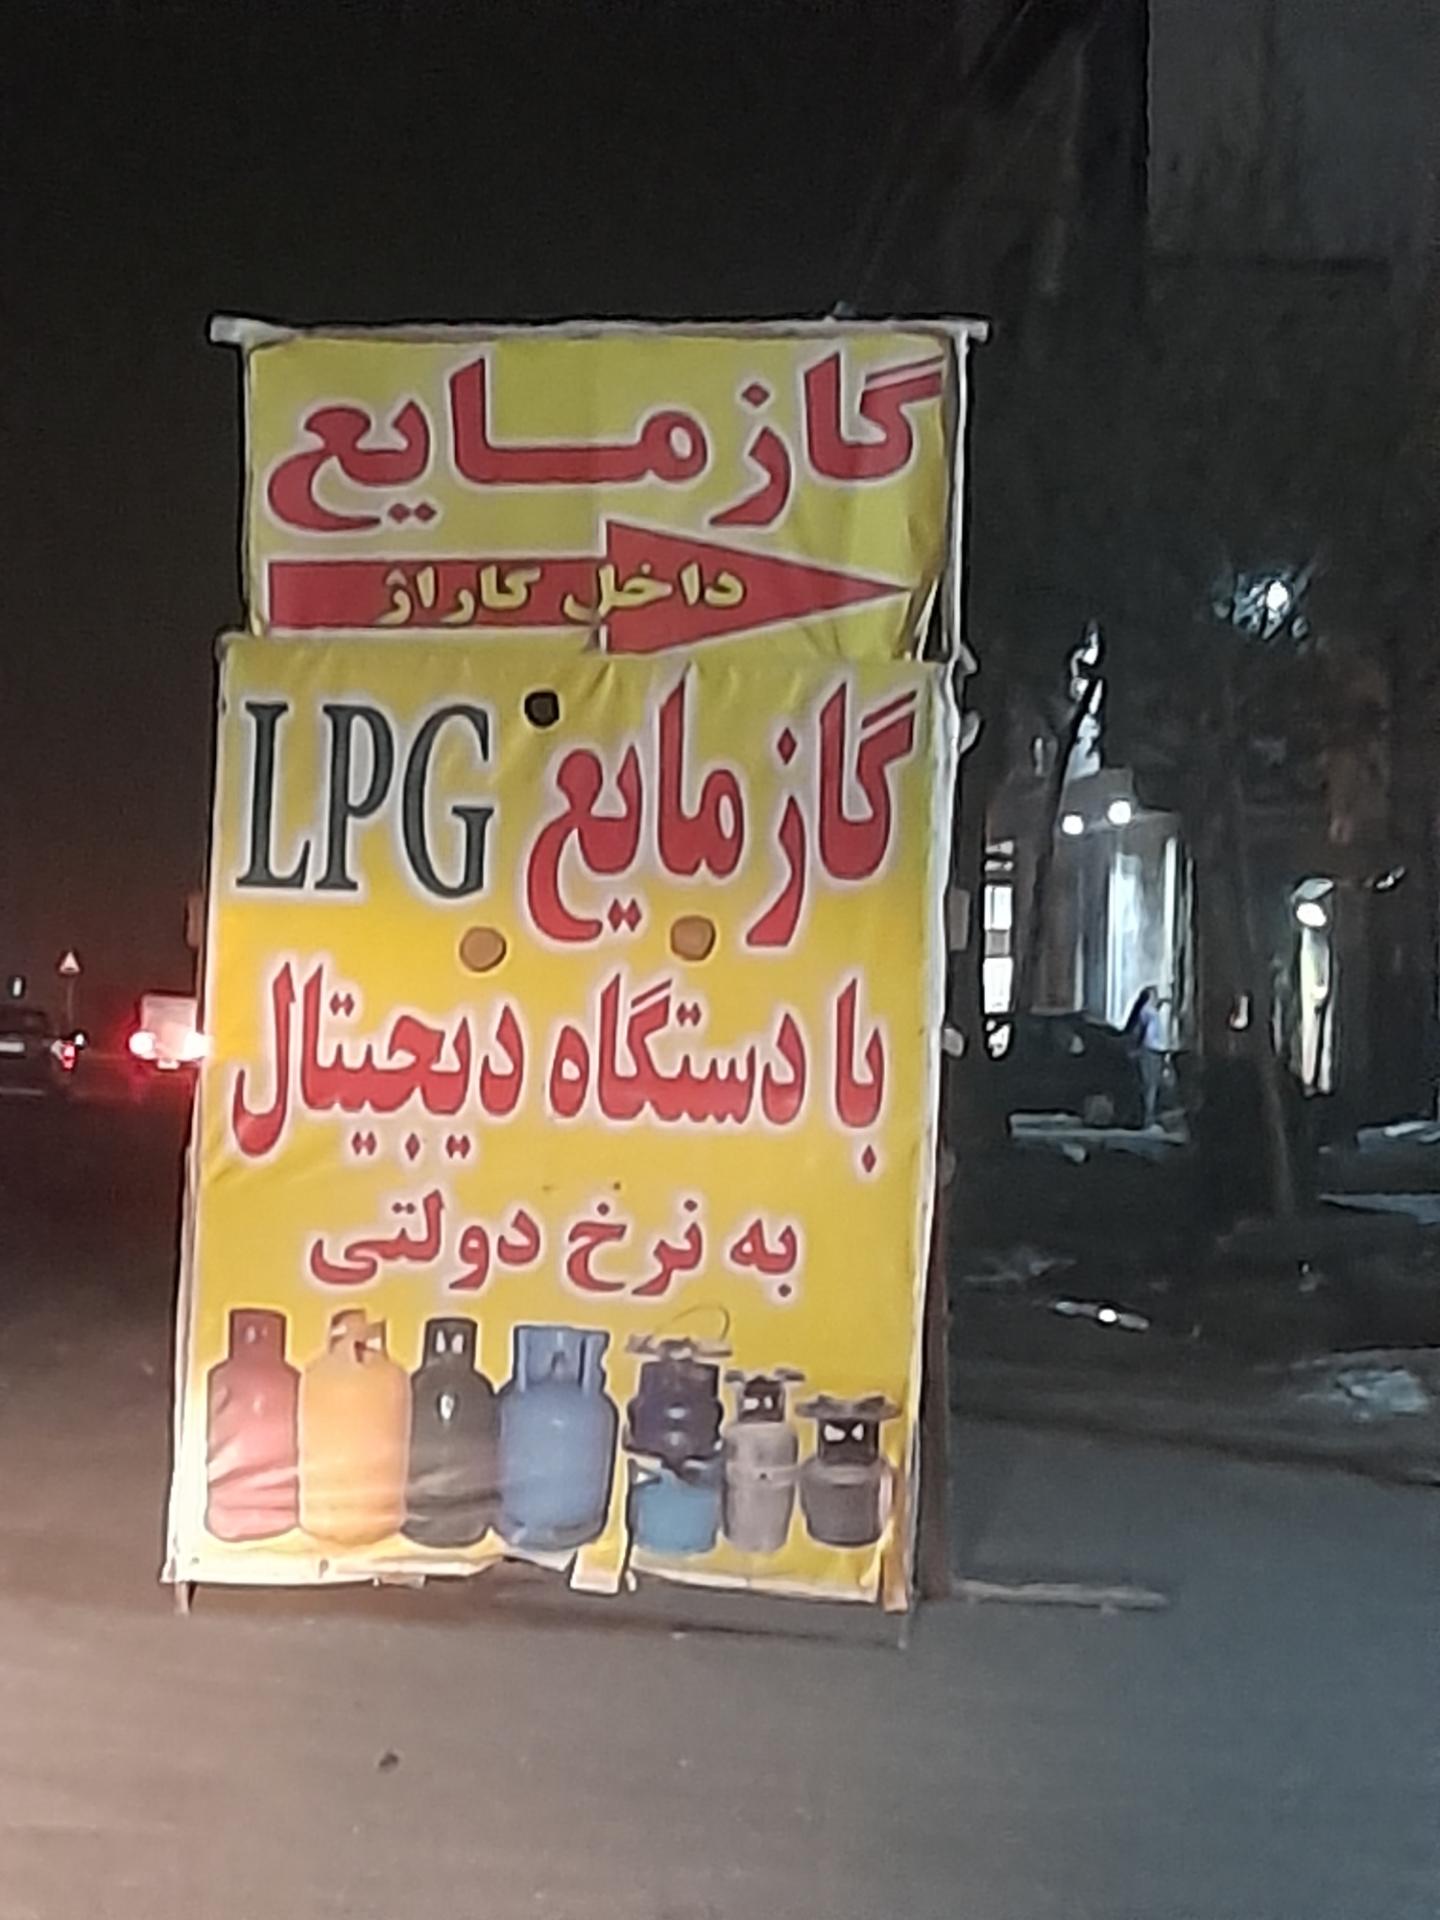 گاز مایع
داخل گاراژ
گاز مایع LPG
با دستگاه دیجیتال
به نرخ دولتی